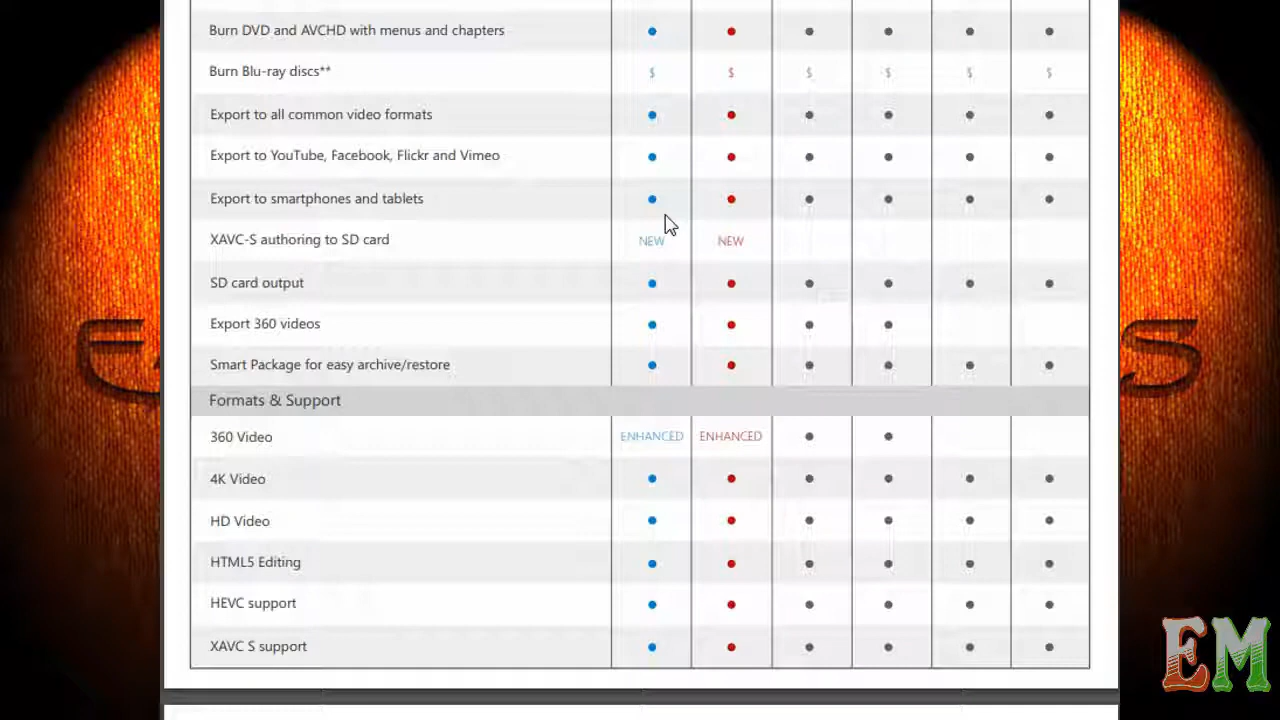 Burn DVD and AVCHD with menus and chapters
Burn Blu-ray discs** $ $ $ $ $ $
Export to all common video formats
Export to YouTube, Facebook, Flickr and Vimeo
Export to smartphones and tablets
XAVC-S authoring to SD card NEW NEW
SD card output
Export 360 videos
Smart Package for easy archive/restore
Formats & Support
360 Video ENHANCED ENHANCED
4K Video
HD Video
HTML5 Editing
HEVC support
XAVC S support
EM